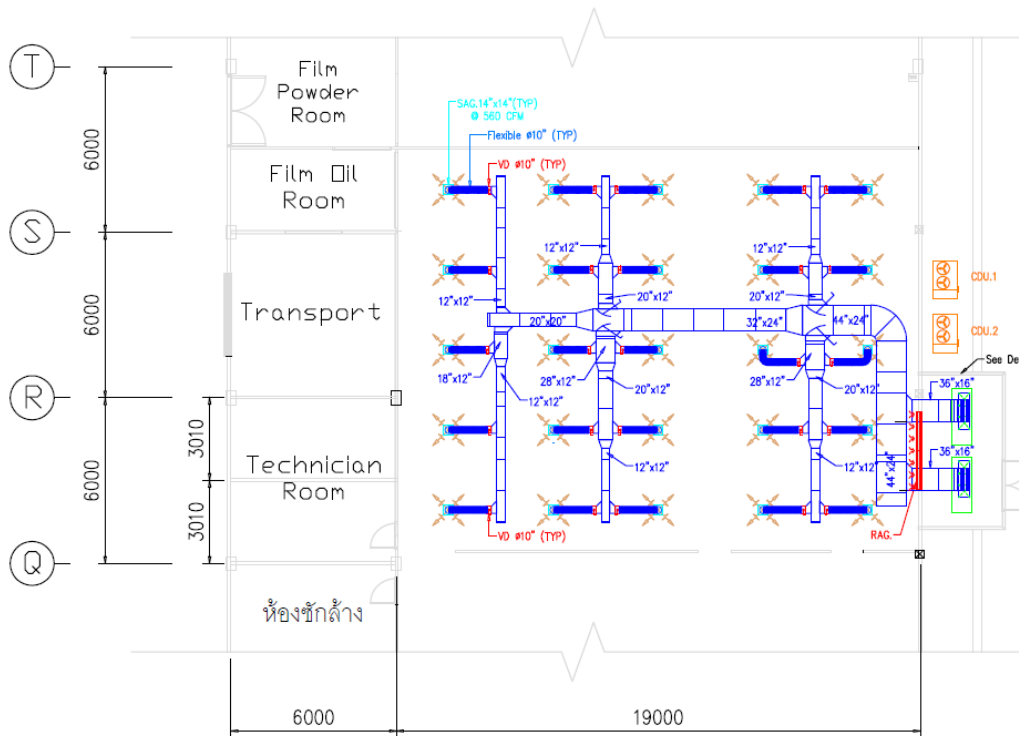 T
Film
Powder
Room
SAG.14"x14"(TYP)
@ 560 CFM
Flexible ø10" (TYP)
6000
VD ø10" (TYP)
Film Oil
Room
S
12"x12"
12"x12"
CDU.1
12"x12"
20"x12"
20"x12"
6000
Transport
20"x20"
32"x24"
44"x24"
CDU.2
See De
18"x12"
28"x12"
20"x12"
28"x12"
20"x12"
36"x16"
R
12"x12"
3010
6000
Technician
Room
12"x12"
12"x12"
44"x24"
36"x16"
3010
VD ø10" (TYP)
RAG.
Q
ห้องซักล้าง
6000
19000